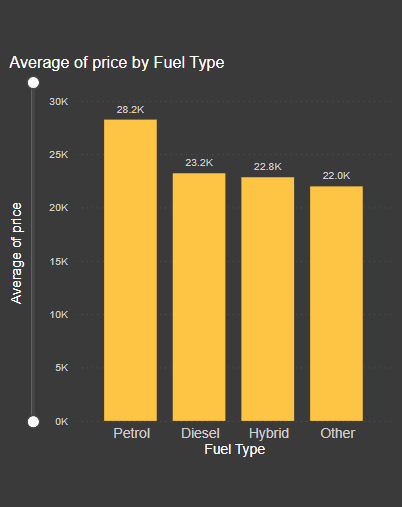 Average of price by Fuel Type
30K
25K
20K
15K
10K
5K
0K
Average of price
28.2K
23.2K
22.8K
22.0K
Petrol Diesel Hybrid Other
Fuel Type